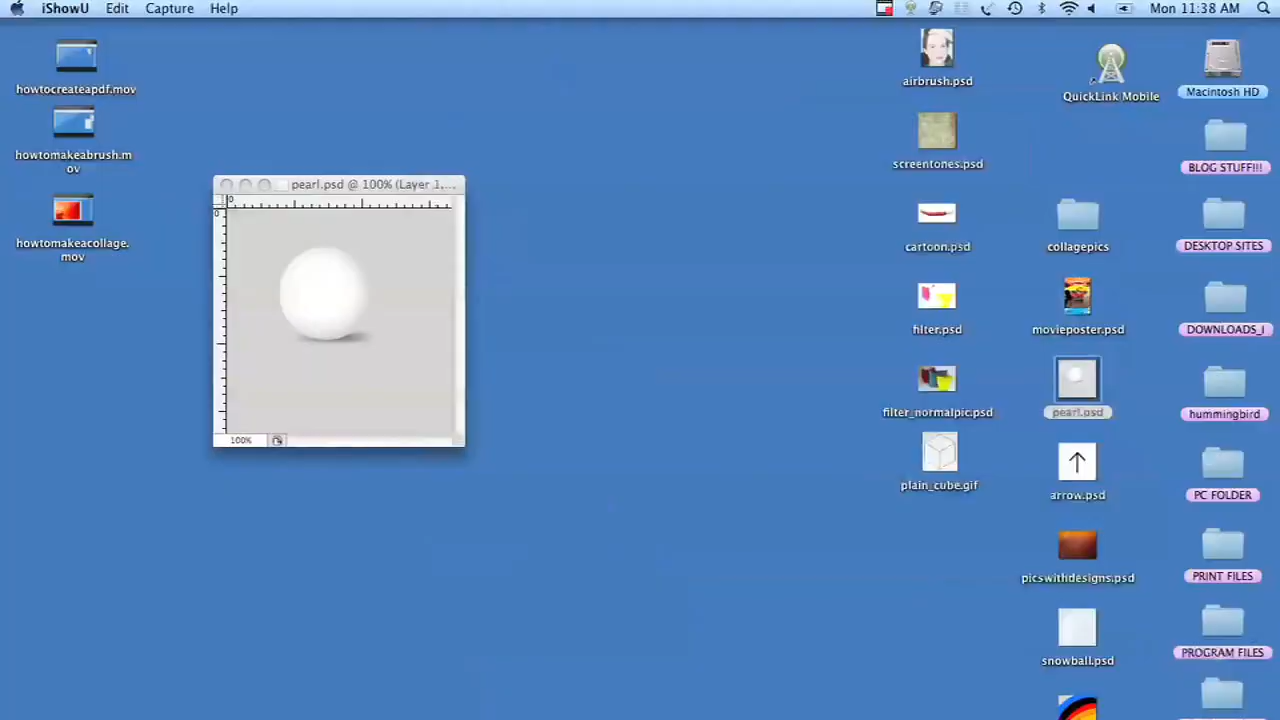 iShowU Edit Capture Help
Mon 11:38 AM
howtocreateapdf.mov
howtomakeabrush.m
ov
howtomakeacollage.
mov
pearl.psd @ 100% (Layer 1,...
0
0
100%
airbrush.psd
screentones.psd
cartoon.psd
filter.psd
filter_normalpic.psd
plain_cube.gif
QuickLink Mobile
collagepics
movieposter.psd
pearl.psd
arrow.psd
picswithdesigns.psd
snowball.psd
Macintosh HD
BLOG STUFF!!!
DESKTOP SITES
DOWNLOADS_I
hummingbird
PC FOLDER
PRINT FILES
PROGRAM FILES